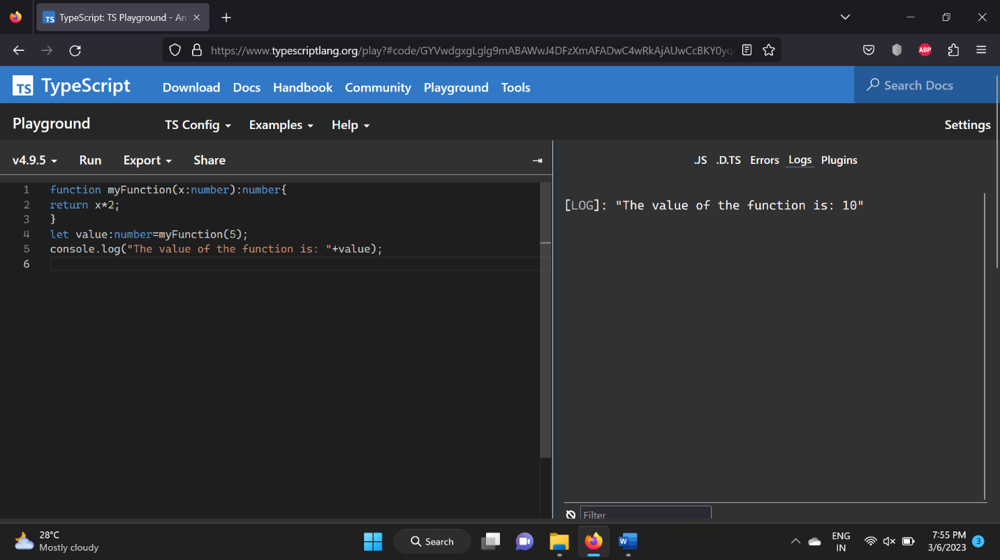 TS TypeScript: TS Playground - An
https://www.typescriptlang.org/play?#code/
ABP
TS TypeScript Download Docs Handbook Community Playground Tools Search Docs
Playground TS Config Examples Help Settings
v4.9.5 Run Export Share
.JS .D.TS Errors Logs Plugins
1 function myFunction(x:number):number{
2 return x*2;
3 }
4 let value:number=myFunction(5);
5 console.log("The value of the function is: "+value);
6
[LOG]: "The value of the function is: 10"
Filter
28°C
Mostly cloudy
Search
W
ENG
IN
7:55 PM
3/6/2023
3